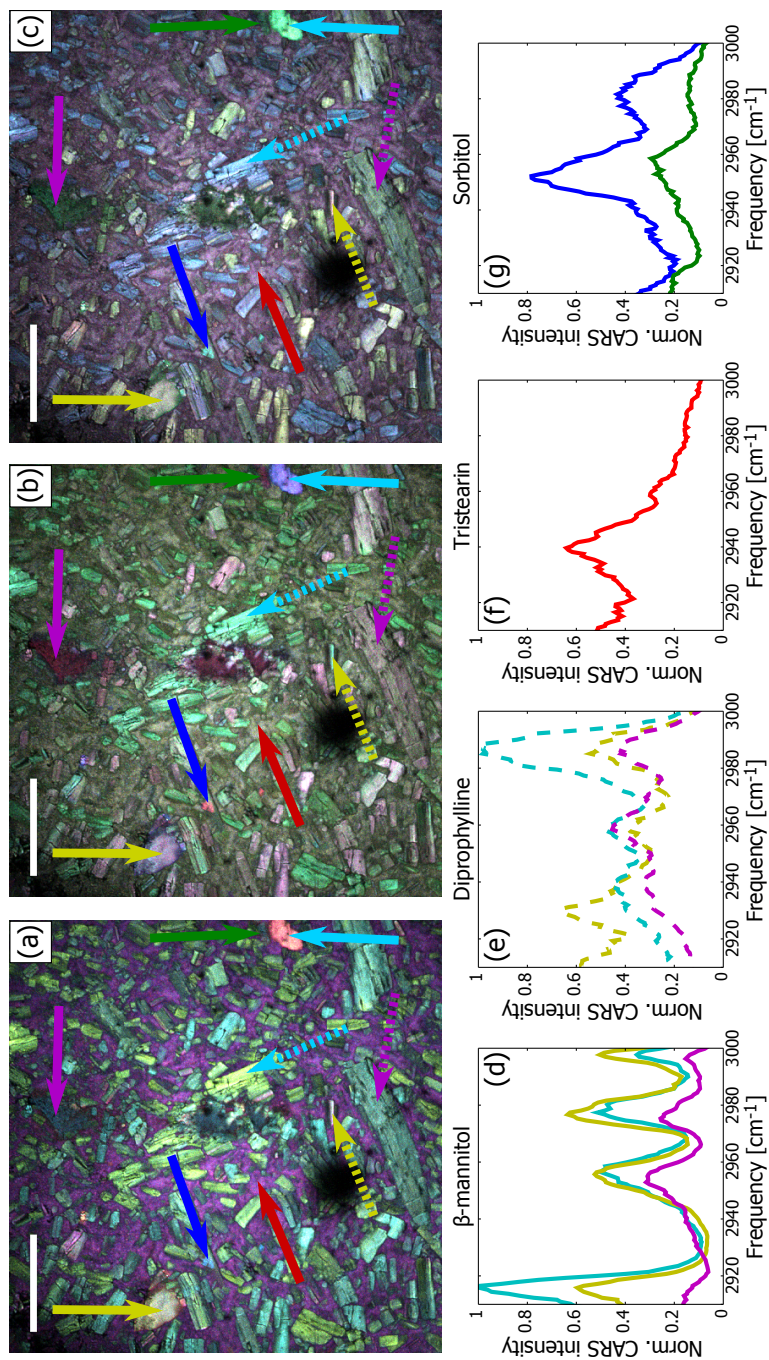 (a)
(b)
(c)
β-mannitol
(d)
Norm. CARS intensity
1
0.8
0.6
0.4
0.2
0
2920
2940
2960
2980
3000
Frequency [cm-1]
Diprophylline
(e)
Norm. CARS intensity
1
0.8
0.6
0.4
0.2
0
2920
2940
2960
2980
3000
Frequency [cm-1]
Tristearin
(f)
Norm. CARS intensity
1
0.8
0.6
0.4
0.2
0
2920
2940
2960
2980
3000
Frequency [cm-1]
Sorbitol
(g)
Norm. CARS intensity
1
0.8
0.6
0.4
0.2
0
2920
2940
2960
2980
3000
Frequency [cm-1]